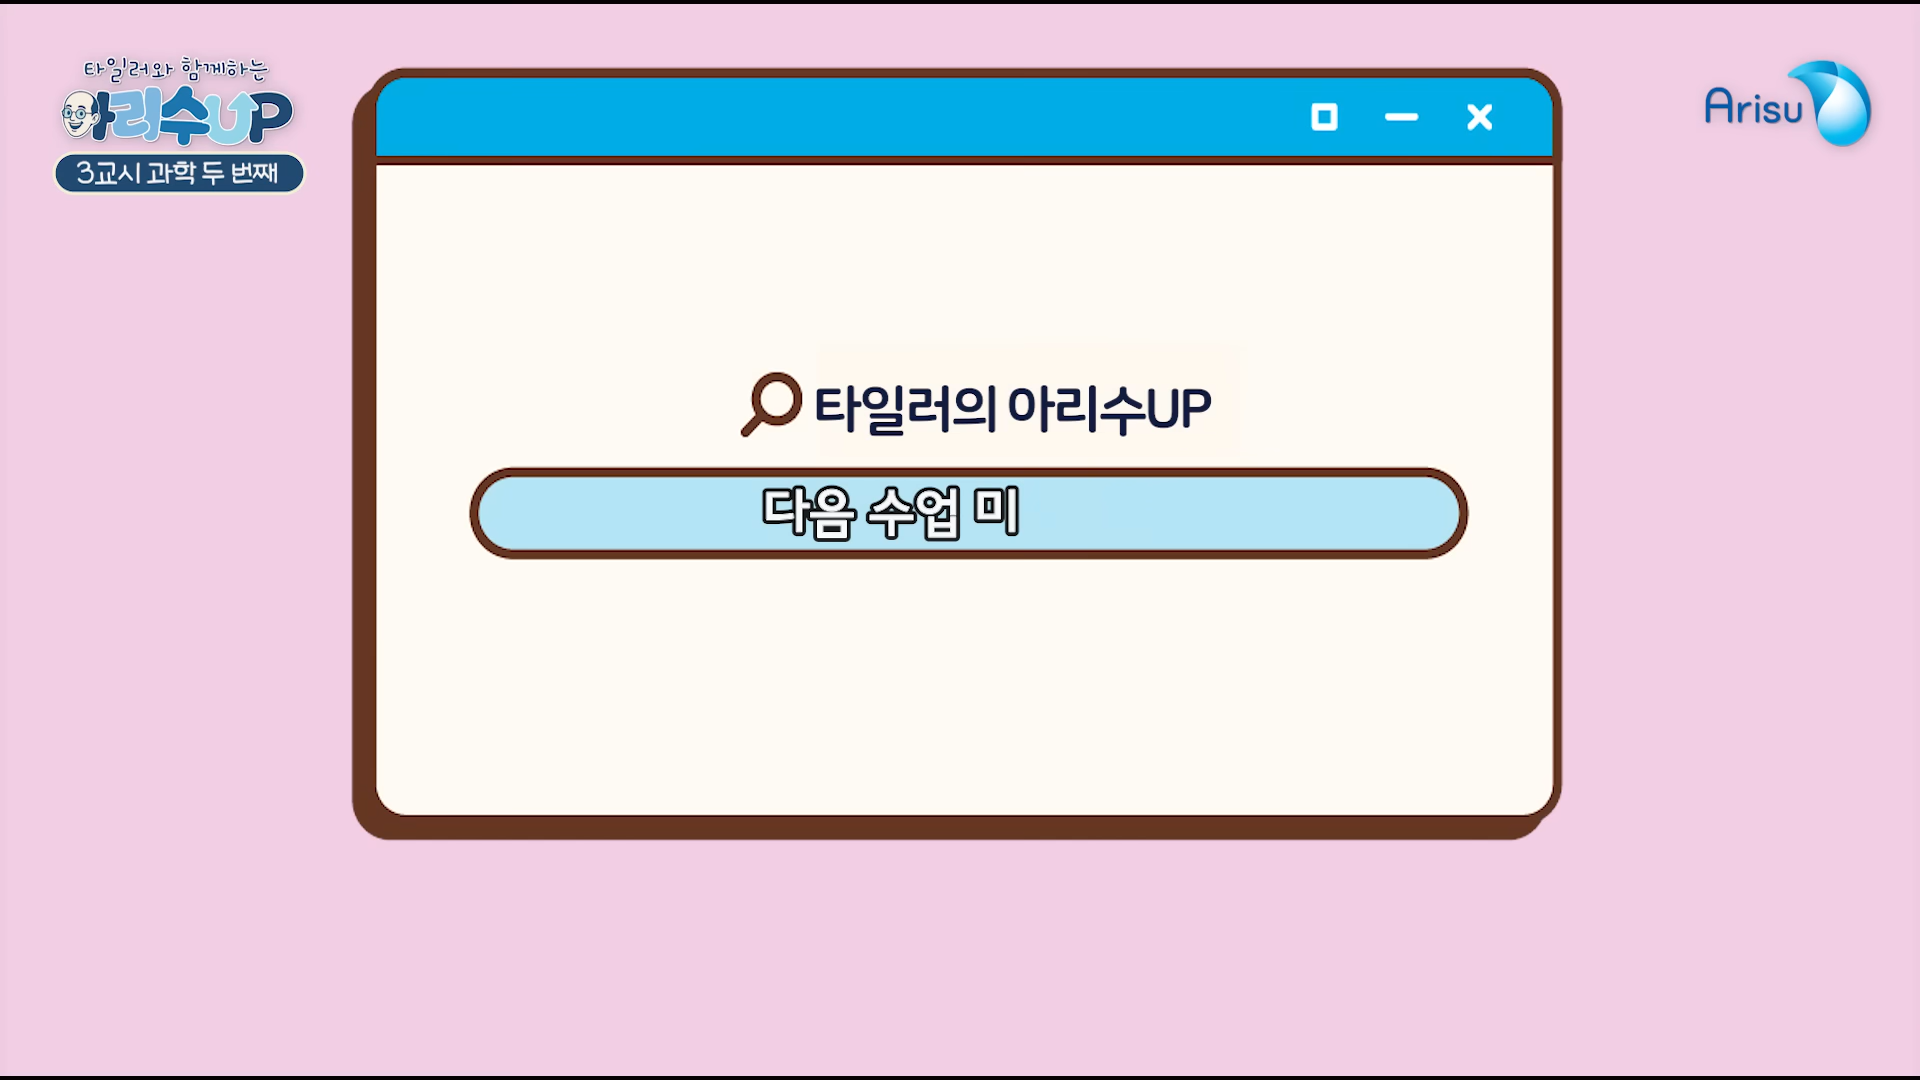 타일러와 함께하는
아리수UP
3교시 과학 두 번째
Arisu
타일러의 아리수UP
다음 수업 미